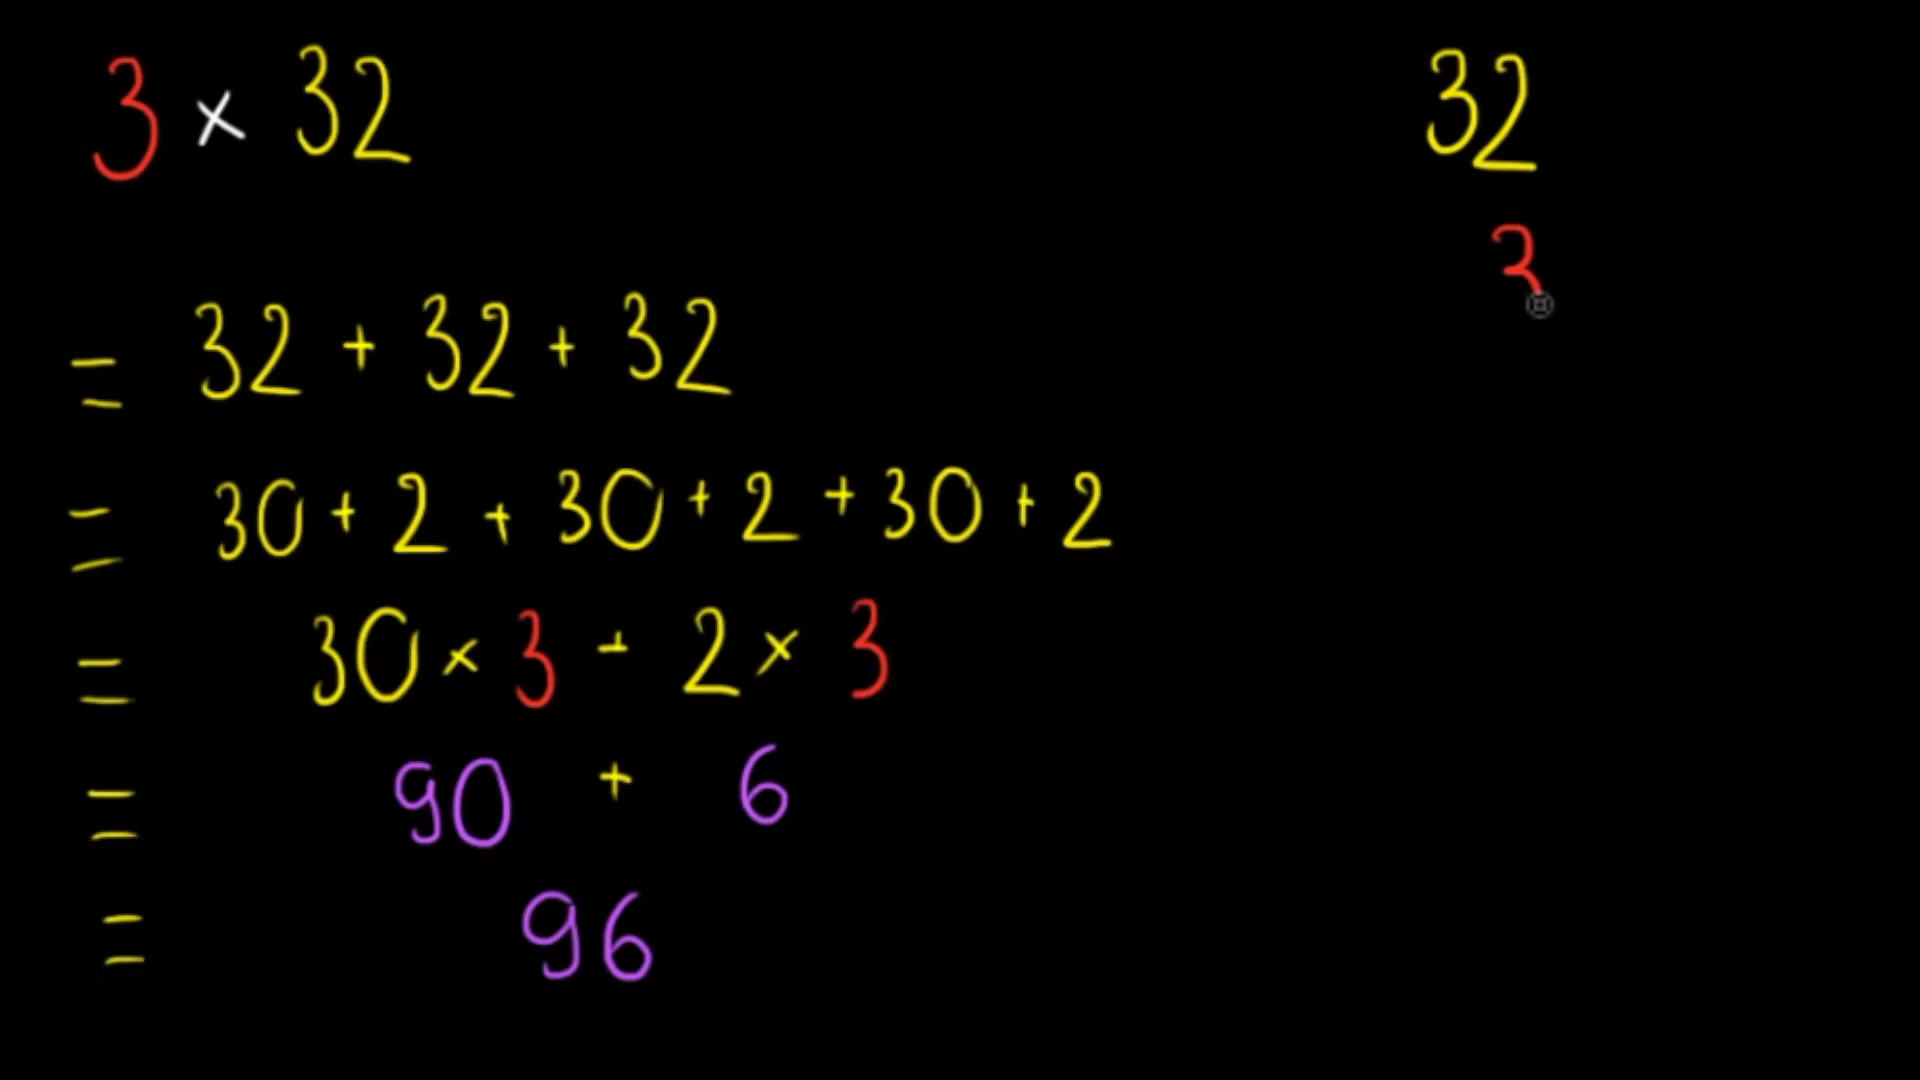 3 × 32
= 32 + 32 + 32
= 30 + 2 + 30 + 2 + 30 + 2
= 30 × 3 + 2 × 3
= 90 + 6
= 96
32
3